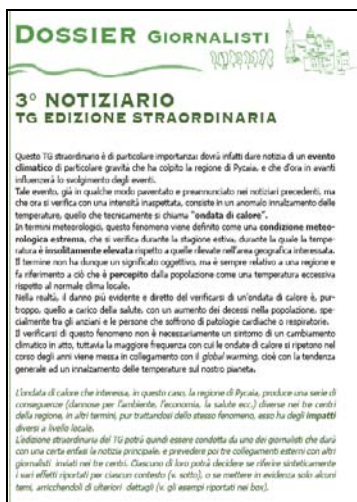 DOSSIER GIORNALISTI
3° NOTIZIARIO
TG EDIZIONE STRAORDINARIA
Questo TG straordinario è di particolare importanza: dovrà infatti dare notizia di un evento
climatico di particolare gravità che ha colpito la regione di Pycaia, e che d'ora in avanti
influenzerà lo svolgimento degli eventi.
Tale evento, già in qualche modo paventato e preannunciato nei notiziari precedenti, ma
che ora si verifica con una intensità inaspettata, consiste in un anomalo innalzamento delle
temperature, quello che tecnicamente si chiama "ondata di calore".
In termini meteorologici, questo fenomeno viene definito come una condizione meteo-
rologica estrema, che si verifica durante la stagione estiva, durante la quale la tempe-
ratura è insolitamente elevata rispetto a quelle rilevate nell'area geografica interessata.
Il termine non ha dunque un significato oggettivo, ma è sempre relativo a una regione e
fa riferimento a ciò che è percepito dalla popolazione come una temperatura eccessiva
rispetto al normale clima locale.
Nella realtà, il danno più evidente e diretto del verificarsi di un'ondata di calore è, pur-
troppo, quello a carico della salute, con un aumento dei decessi nella popolazione, spe-
cialmente tra gli anziani e le persone che soffrono di patologie cardiache o respiratorie.
Il verificarsi di questo fenomeno non è necessariamente un sintomo di un cambiamento
climatico in atto, tuttavia la maggiore frequenza con cui le ondate di calore si ripetono nel
corso degli anni viene messa in collegamento con il global warming, cioè con la tendenza
generale ad un innalzamento delle temperature sul nostro pianeta.
L'ondata di calore che interessa, in questo caso, la regione di Pycaia, produce una serie di
conseguenze (dannose per l'ambiente, l'economia, la salute ecc.) diverse nei tre centri
della regione, in altri termini, pur trattandosi dello stesso fenomeno, esso ha degli impatti
diversi a livello locale.
L'edizione straordinaria del TG potrà quindi essere condotta da uno dei giornalisti che darà
con una certa enfasi la notizia principale, e prevedere poi tre collegamenti esterni con altri
giornalisti inviati nei tre centri. Ciascuno di loro potrà decidere se riferire sinteticamente
i vari effetti riportati per ciascun contesto (v. sotto), o se mettere in evidenza solo alcuni
temi, arricchendoli di ulteriori dettagli (v. gli esempi riportati nei box).